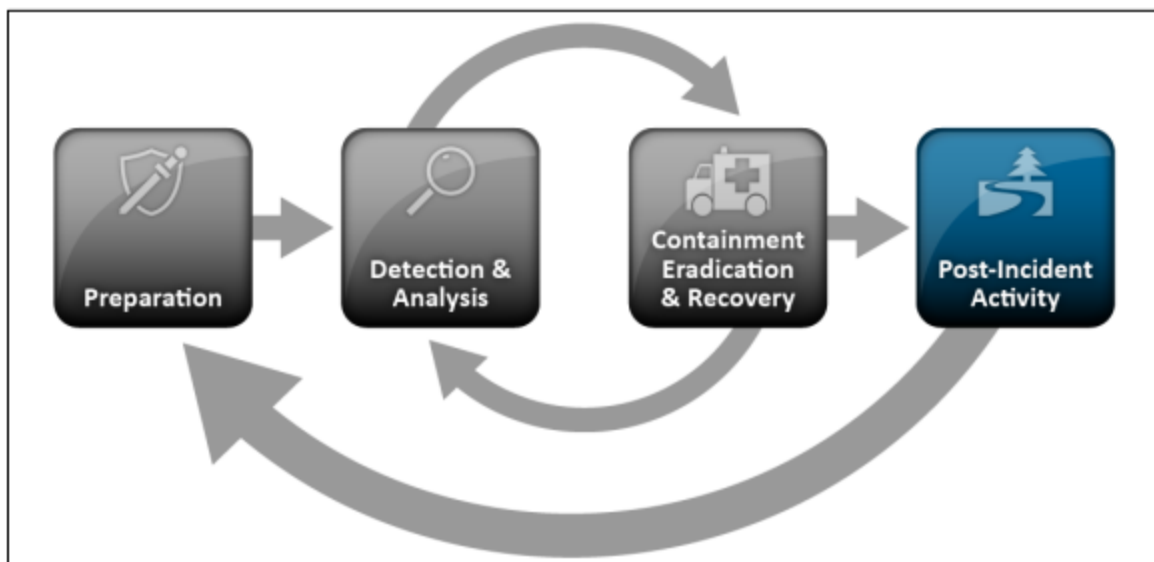 Preparation
Detection &
Analysis
Containment
Eradication
& Recovery
Post-Incident
Activity